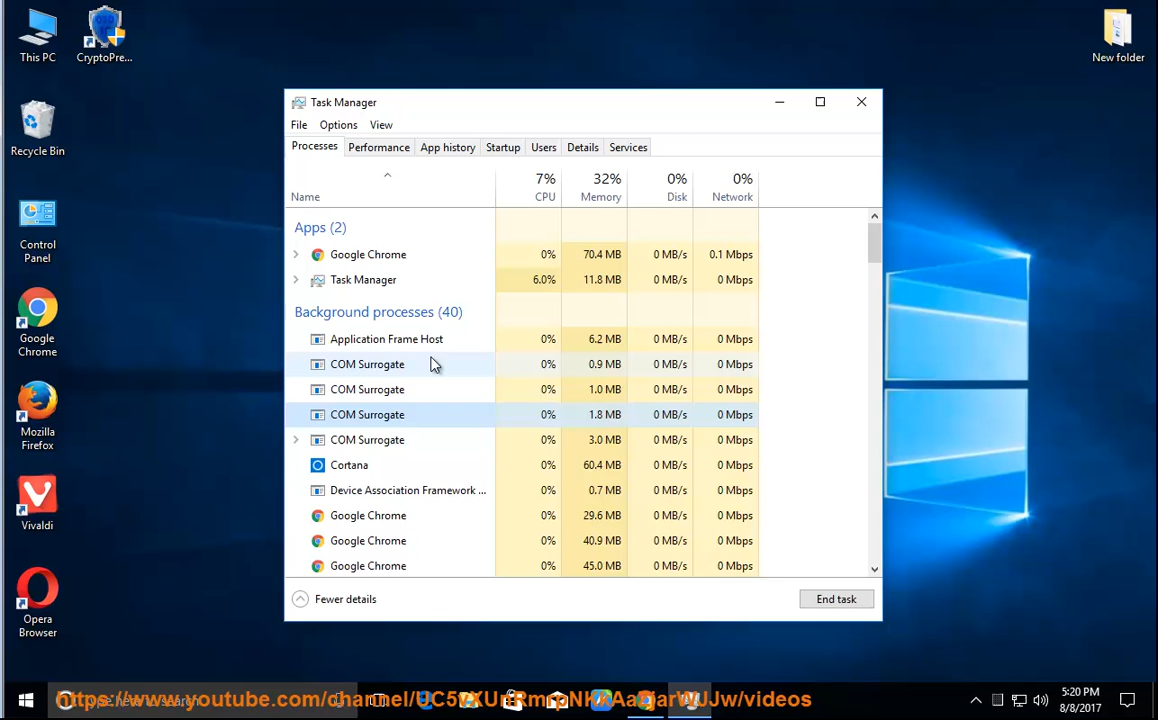 This PC
CryptoPre...
New folder
Recycle Bin
Control
Panel
Google
Chrome
Mozilla
Firefox
Vivaldi
Opera
Browser
Task Manager
File Options View
Processes Performance App history Startup Users Details Services
7% 32% 0% 0%
Name CPU Memory Disk Network
Apps (2)
Google Chrome 0% 70.4 MB 0 MB/s 0.1 Mbps
Task Manager 6.0% 11.8 MB 0 MB/s 0 Mbps
Background processes (40)
Application Frame Host 0% 6.2 MB 0 MB/s 0 Mbps
COM Surrogate 0% 0.9 MB 0 MB/s 0 Mbps
COM Surrogate 0% 1.0 MB 0 MB/s 0 Mbps
COM Surrogate 0% 1.8 MB 0 MB/s 0 Mbps
COM Surrogate 0% 3.0 MB 0 MB/s 0 Mbps
Cortana 0% 60.4 MB 0 MB/s 0 Mbps
Device Association Framework ... 0% 0.7 MB 0 MB/s 0 Mbps
Google Chrome 0% 29.6 MB 0 MB/s 0 Mbps
Google Chrome 0% 40.9 MB 0 MB/s 0 Mbps
Google Chrome 0% 45.0 MB 0 MB/s 0 Mbps
Fewer details
End task
5:20 PM
8/8/2017